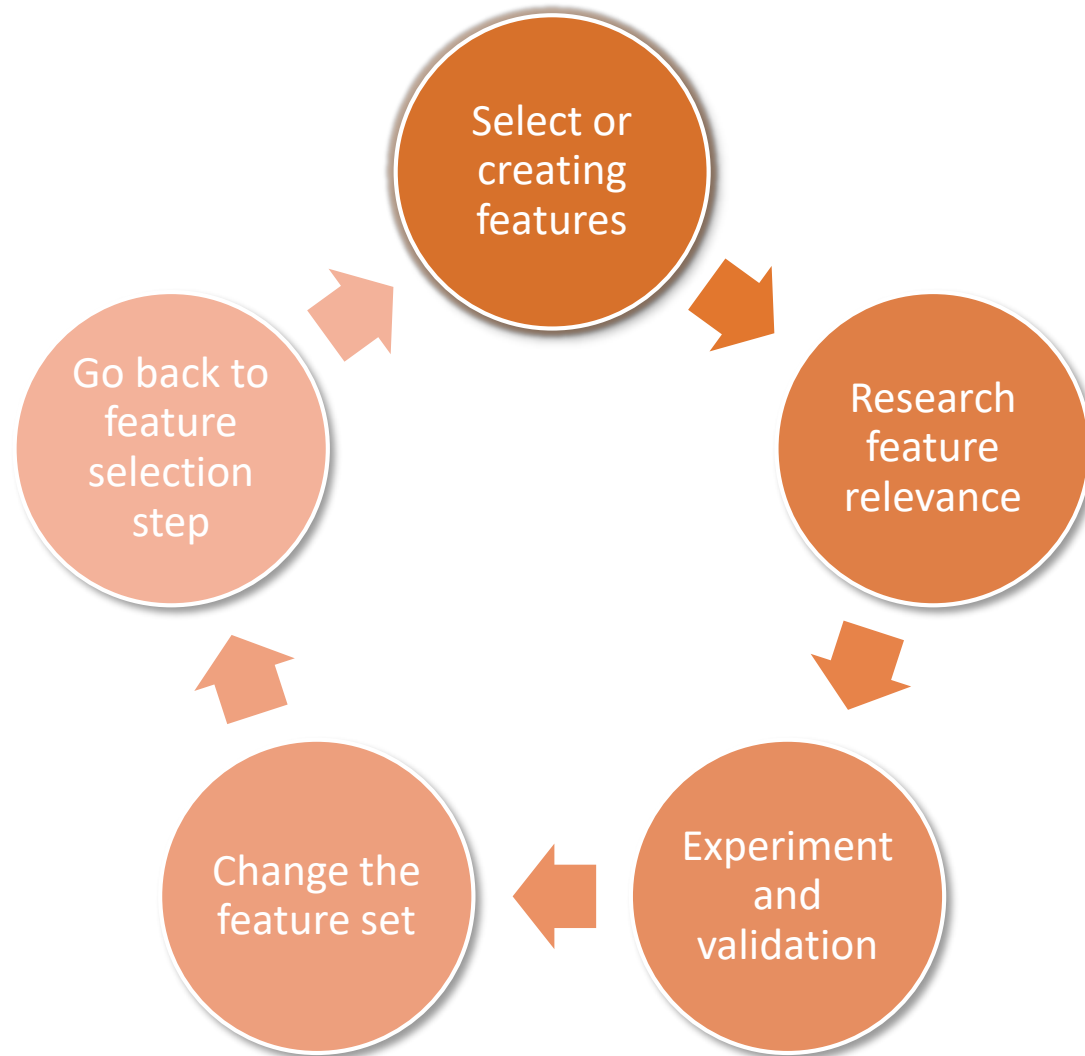 Select or
creating
features
Research
feature
relevance
Experiment
and
validation
Change the
feature set
Go back to
feature
selection
step